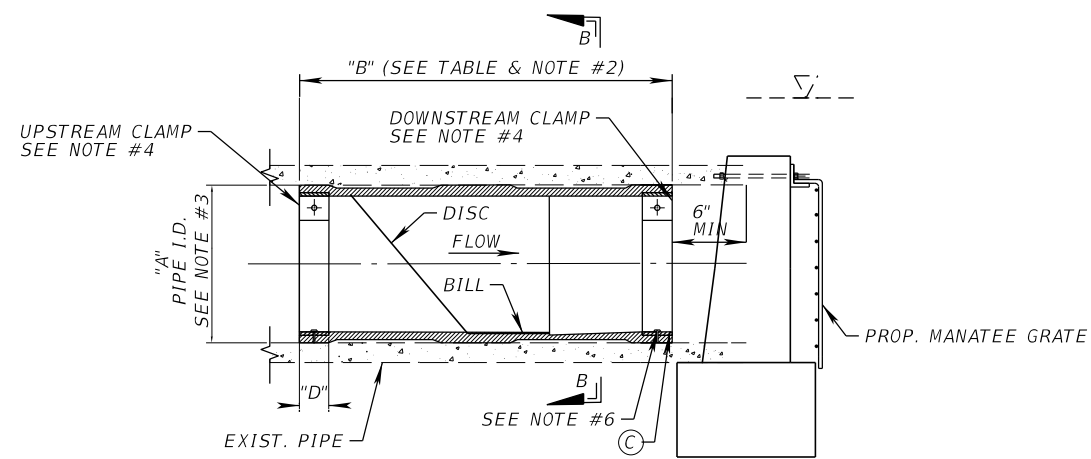 B
"B" (SEE TABLE & NOTE #2)
UPSTREAM CLAMP
SEE NOTE #4
DOWNSTREAM CLAMP
SEE NOTE #4
"A"
PIPE I.D.
SEE NOTE #3
DISC
FLOW
BILL
6"
MIN
PROP. MANATEE GRATE
"D"
B
SEE NOTE #6
C
EXIST. PIPE